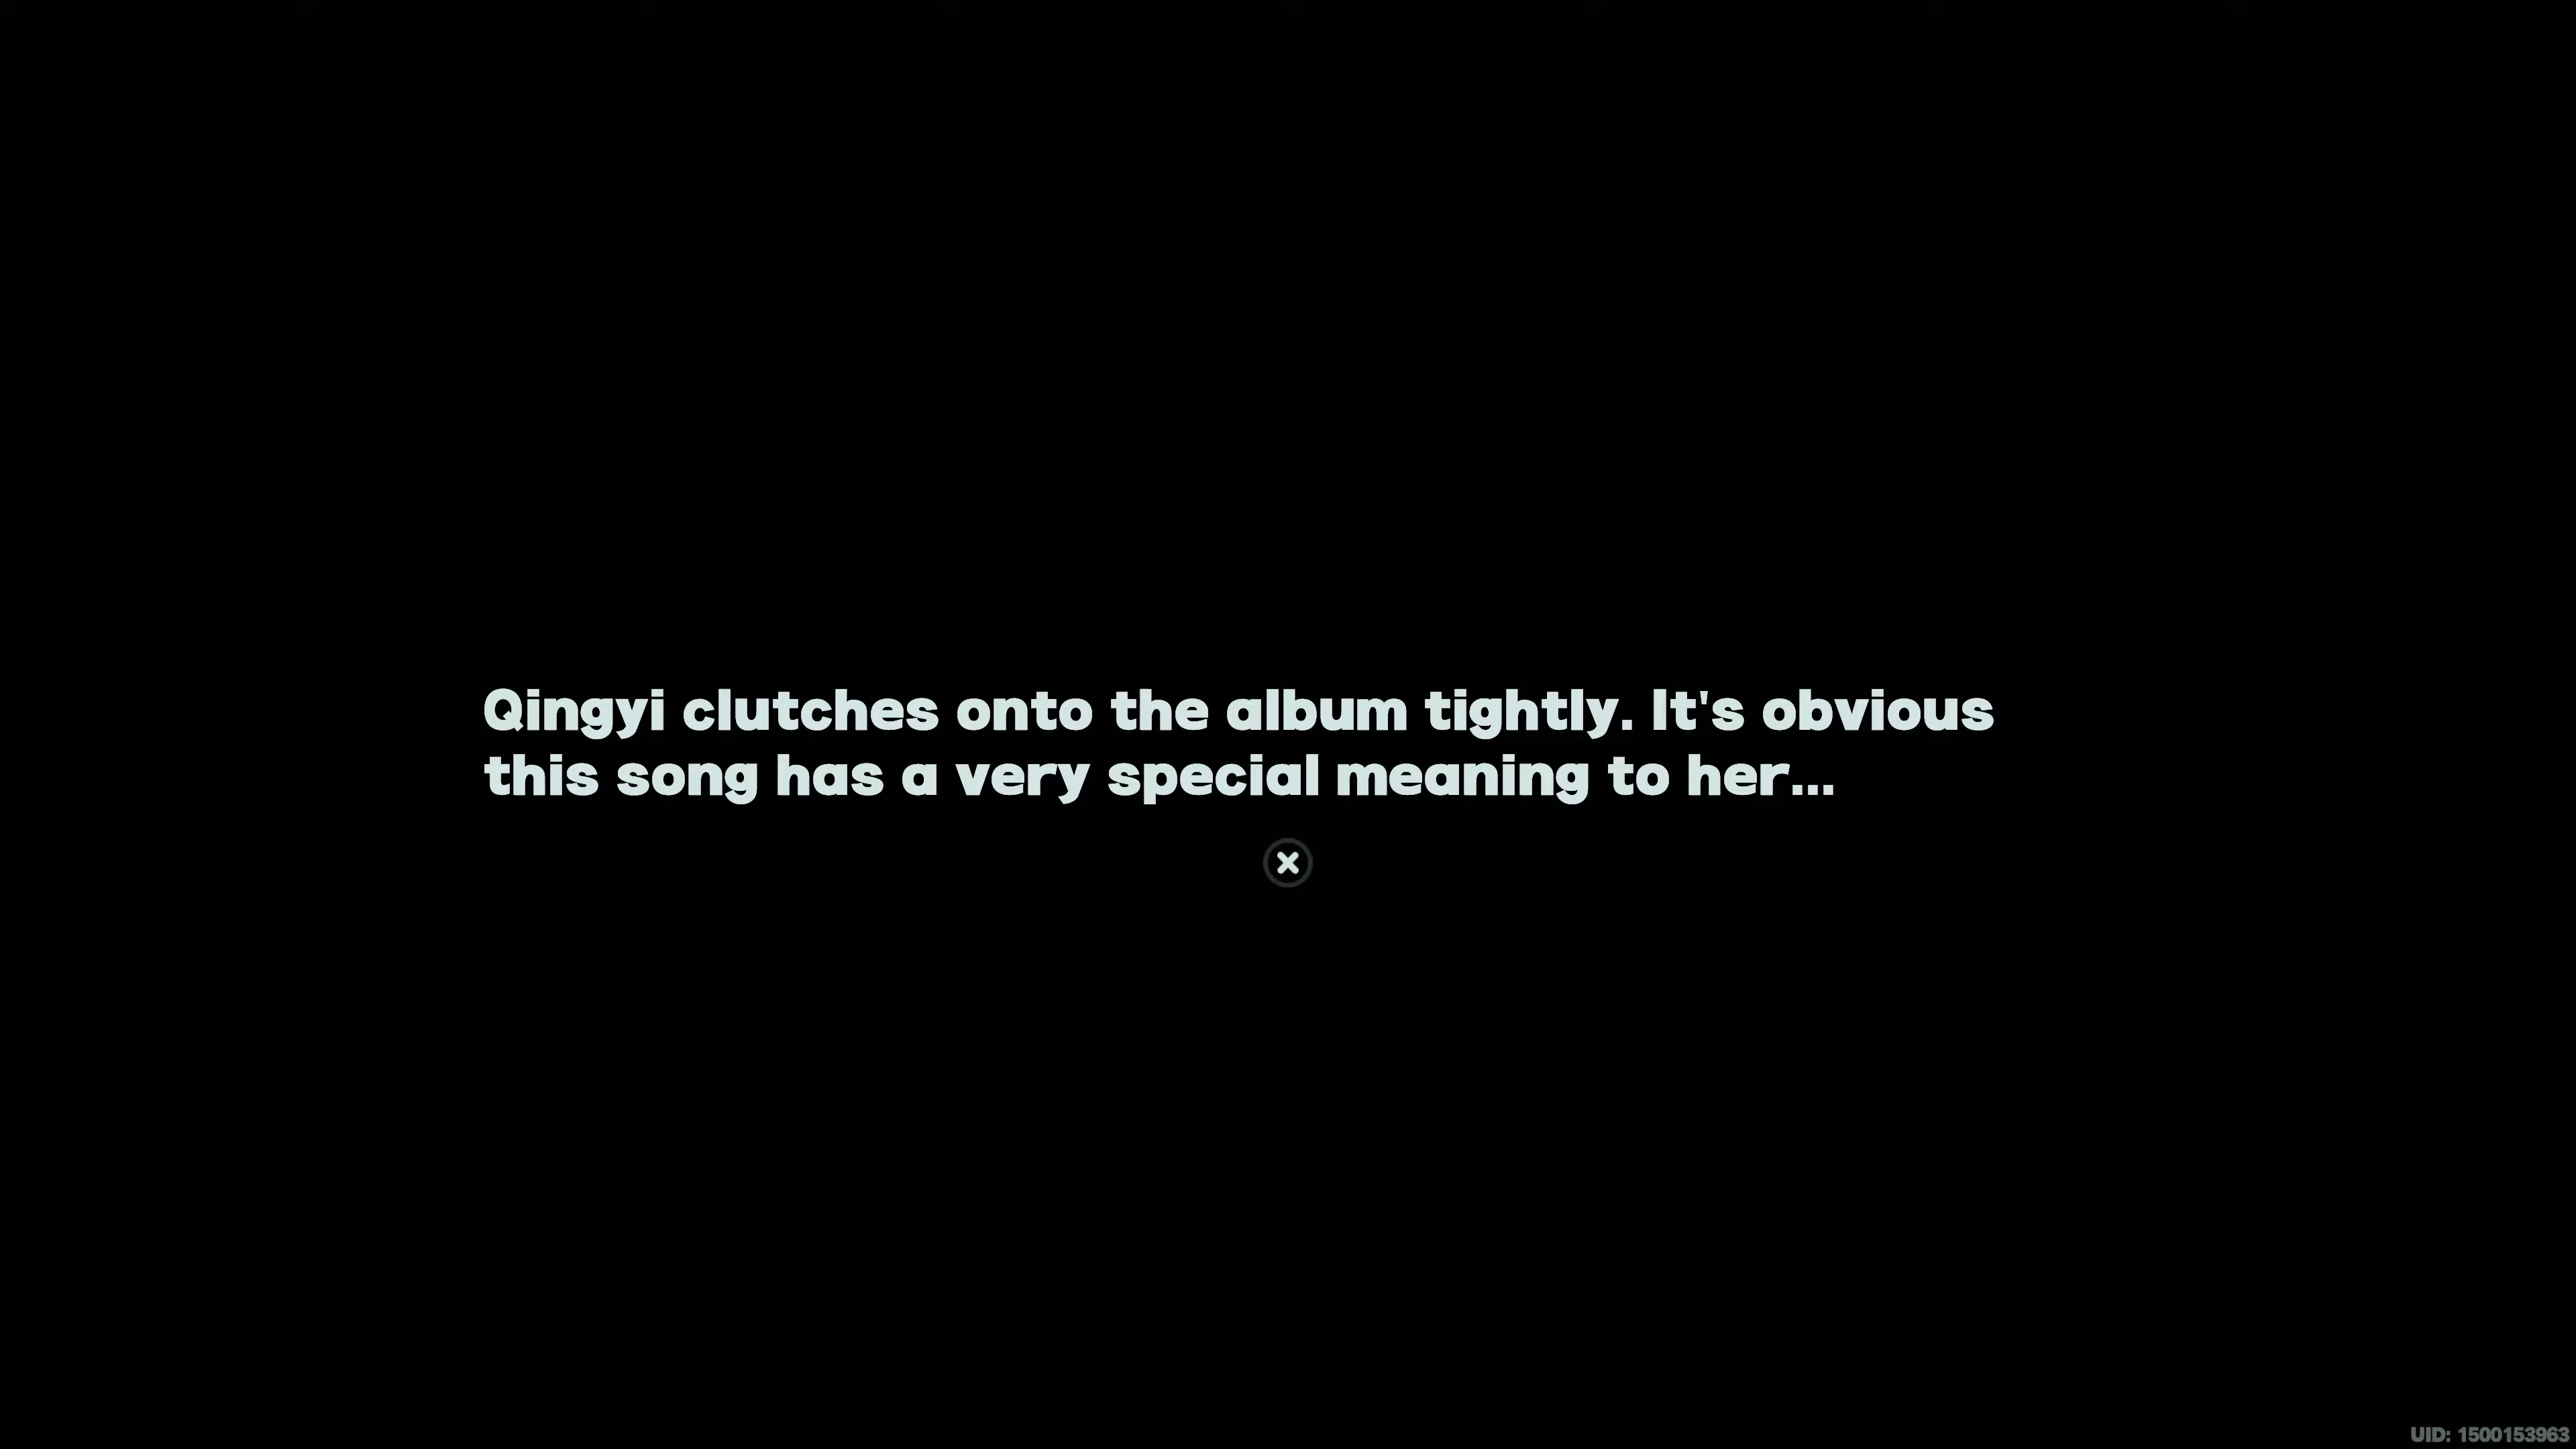 Qingyi clutches onto the album tightly. It's obvious
this song has a very special meaning to her...
UID: 1500153963